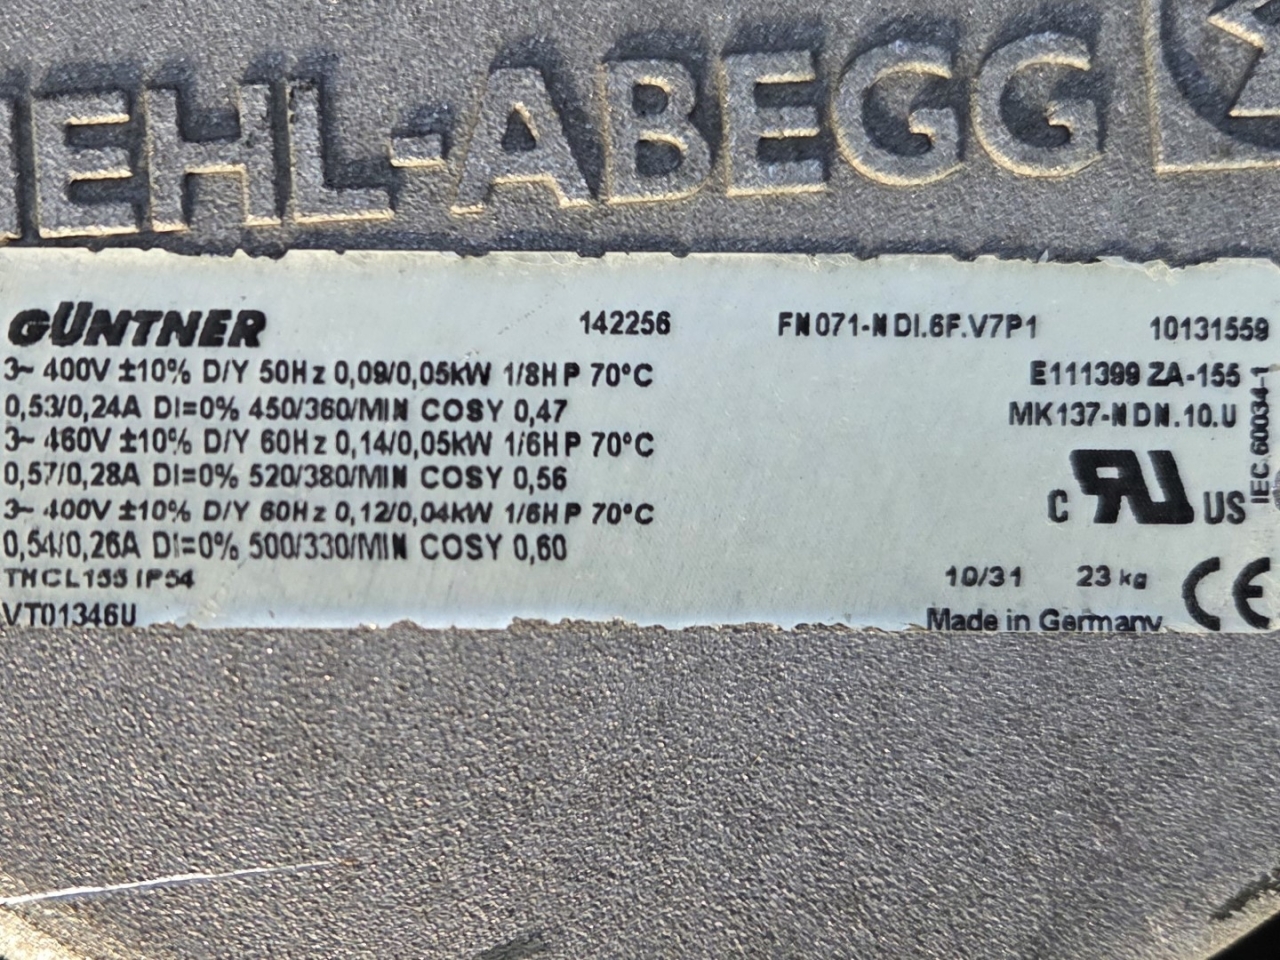 IEHL-ABEGG
GÜNTNER 142256 FN071-NDI.6F.V7P1 10131559
3~ 400V ±10% D/Y 50Hz 0,09/0,05kW 1/8HP 70°C E111399 ZA-155
0,53/0,24A DI=0% 450/360/MIN COSY 0,47 MK137-NDN.10.U
3~ 460V ±10% D/Y 60Hz 0,14/0,05kW 1/6HP 70°C
0,57/0,28A DI=0% 520/380/MIN COSY 0,56
3~ 400V ±10% D/Y 60Hz 0,12/0,04kW 1/6HP 70°C
0,54/0,26A DI=0% 500/330/MIN COSY 0,60
C RU US
IEC 60034-1
THCL155 IP54 10/31 23 kg CE
VT01346U Made in Germany